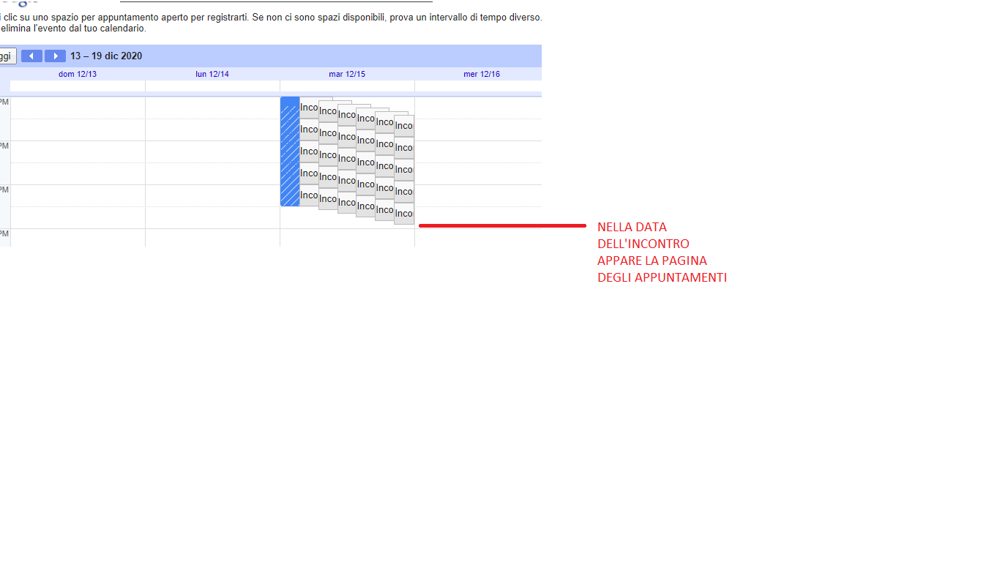 i clic su uno spazio per appuntamento aperto per registrarti. Se non ci sono spazi disponibili, prova un intervallo di tempo diverso.
elimina l'evento dal tuo calendario.
ggi 13 – 19 dic 2020
dom 12/13 lun 12/14 mar 12/15 mer 12/16
PM
Inco Inco Inco Inco Inco Inco
Inco Inco Inco Inco Inco Inco
PM
Inco Inco Inco Inco Inco Inco
Inco Inco Inco Inco Inco Inco
PM
Inco Inco Inco Inco Inco Inco
PM
NELLA DATA
DELL'INCONTRO
APPARE LA PAGINA
DEGLI APPUNTAMENTI